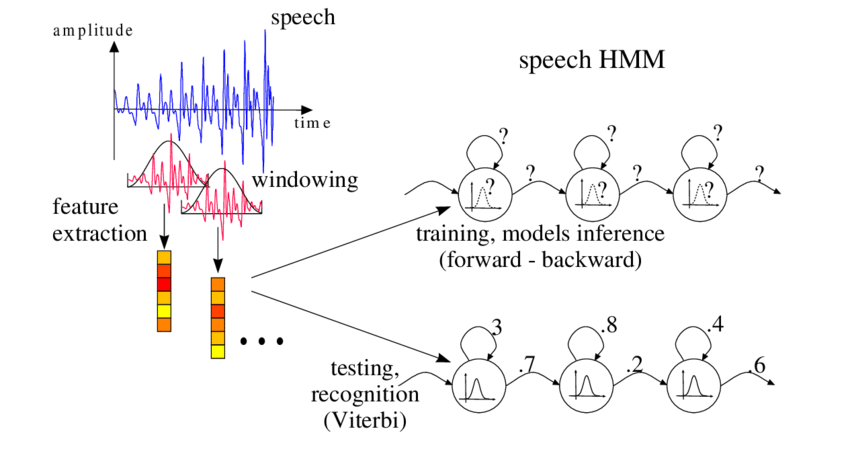 speech
amplitude
time
windowing
feature
extraction
speech HMM
? ? ?
? ? ? ?
? ? ?
training, models inference
(forward - backward)
testing,
recognition
(Viterbi)
.3 .8 .4
.7 .2 .6